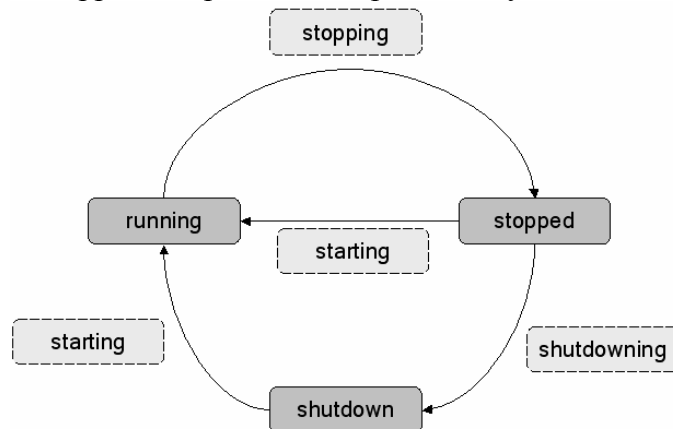 stopping
running
stopped
starting
starting
shutdowning
shutdown